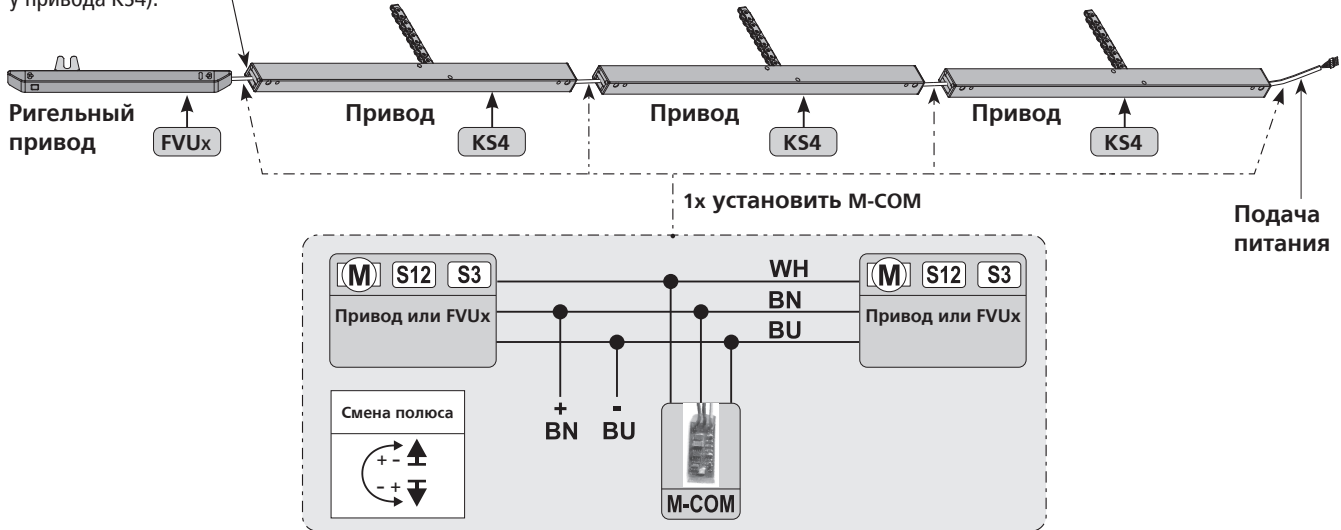 у привода KS4).
Ригельный
привод
FVUx
Привод
KS4
Привод
KS4
Привод
KS4
1x установить M-COM
Подача
питания
M S12 S3
Привод или FVUx
WH
BN
BU
M S12 S3
Привод или FVUx
+
BN
-
BU
M-COM
Смена полюса
+ -
- +